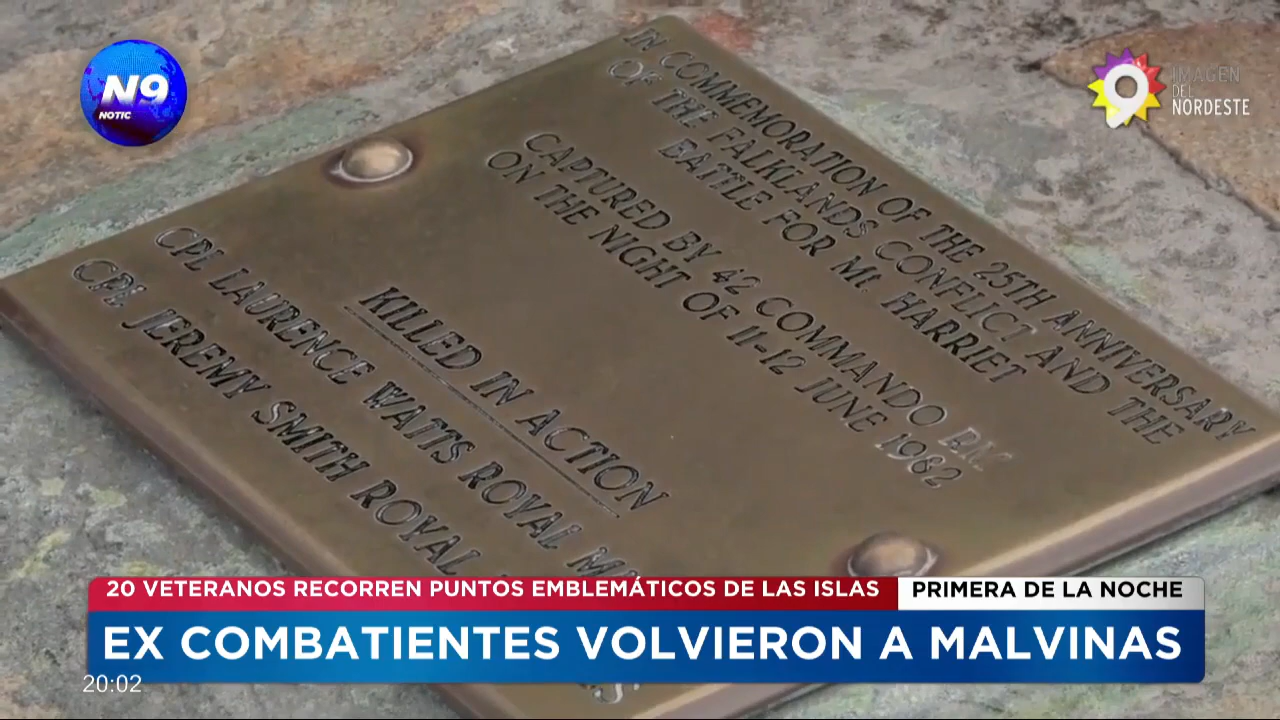 N9
NOTIC
9
IMAGEN
DEL
NORDESTE
IN COMMEMORATION OF THE 25TH ANNIVERSARY
OF THE FALKLANDS CONFLICT AND THE
BATTLE FOR Mt. HARRIET
CAPTURED BY 42 COMMANDO R.M.
ON THE NIGHT OF 11-12 JUNE 1982
KILLED IN ACTION
CPL LAURENCE WATTS ROYAL
CPL JEREMY SMITH ROYAL
20 VETERANOS RECORREN PUNTOS EMBLEMÁTICOS DE LAS ISLAS
PRIMERA DE LA NOCHE
EX COMBATIENTES VOLVIERON A MALVINAS
20:02